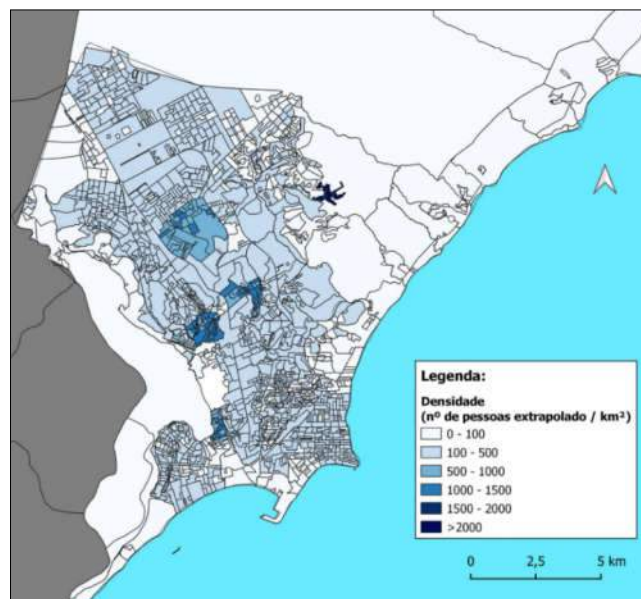 Legenda:
Densidade
(nº de pessoas extrapolado / km²)
0 - 100
100 - 500
500 - 1000
1000 - 1500
1500 - 2000
>2000
0 2,5 5 km